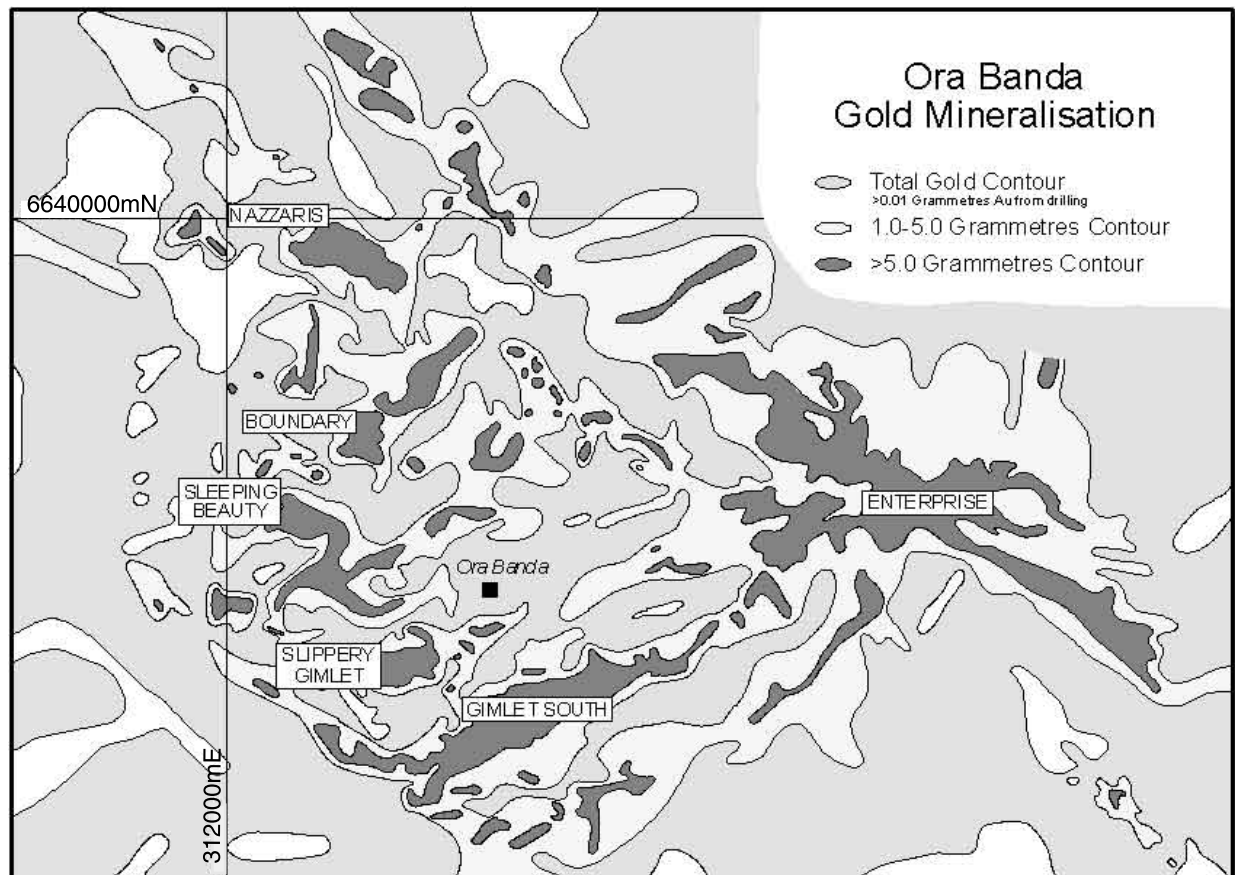 Ora Banda
Gold Mineralisation
Total Gold Contour
>0.01 Grammetres Au from drilling
1.0-5.0 Grammetres Contour
>5.0 Grammetres Contour
6640000mN
NAZZARIS
BOUNDARY
SLEEPING
BEAUTY
ENTERPRISE
Ora Banda
SLIPPERY
GIMLET
GIMLET SOUTH
312000mE